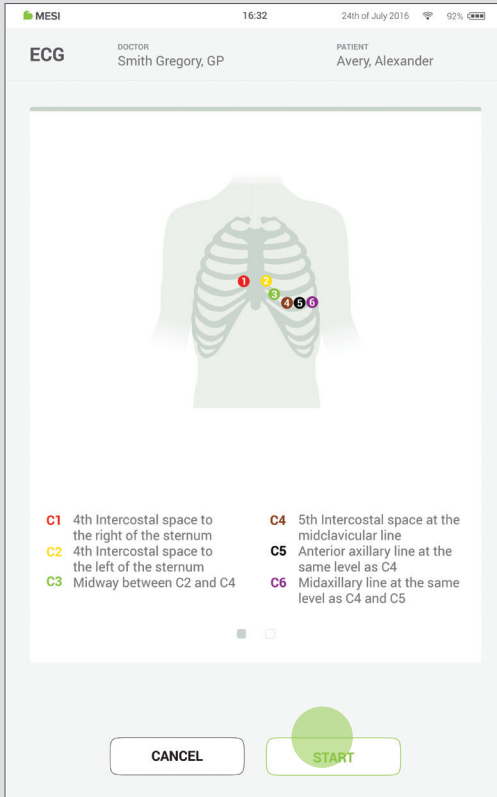 MESI 16:32 24th of July 2016 92%
ECG
DOCTOR
Smith Gregory, GP
PATIENT
Avery, Alexander
1 2
3
4 5 6
C1 4th Intercostal space to
the right of the sternum
C2 4th Intercostal space to
the left of the sternum
C3 Midway between C2 and C4
C4 5th Intercostal space at the
midclavicular line
C5 Anterior axillary line at the
same level as C4
C6 Midaxillary line at the same
level as C4 and C5
CANCEL START